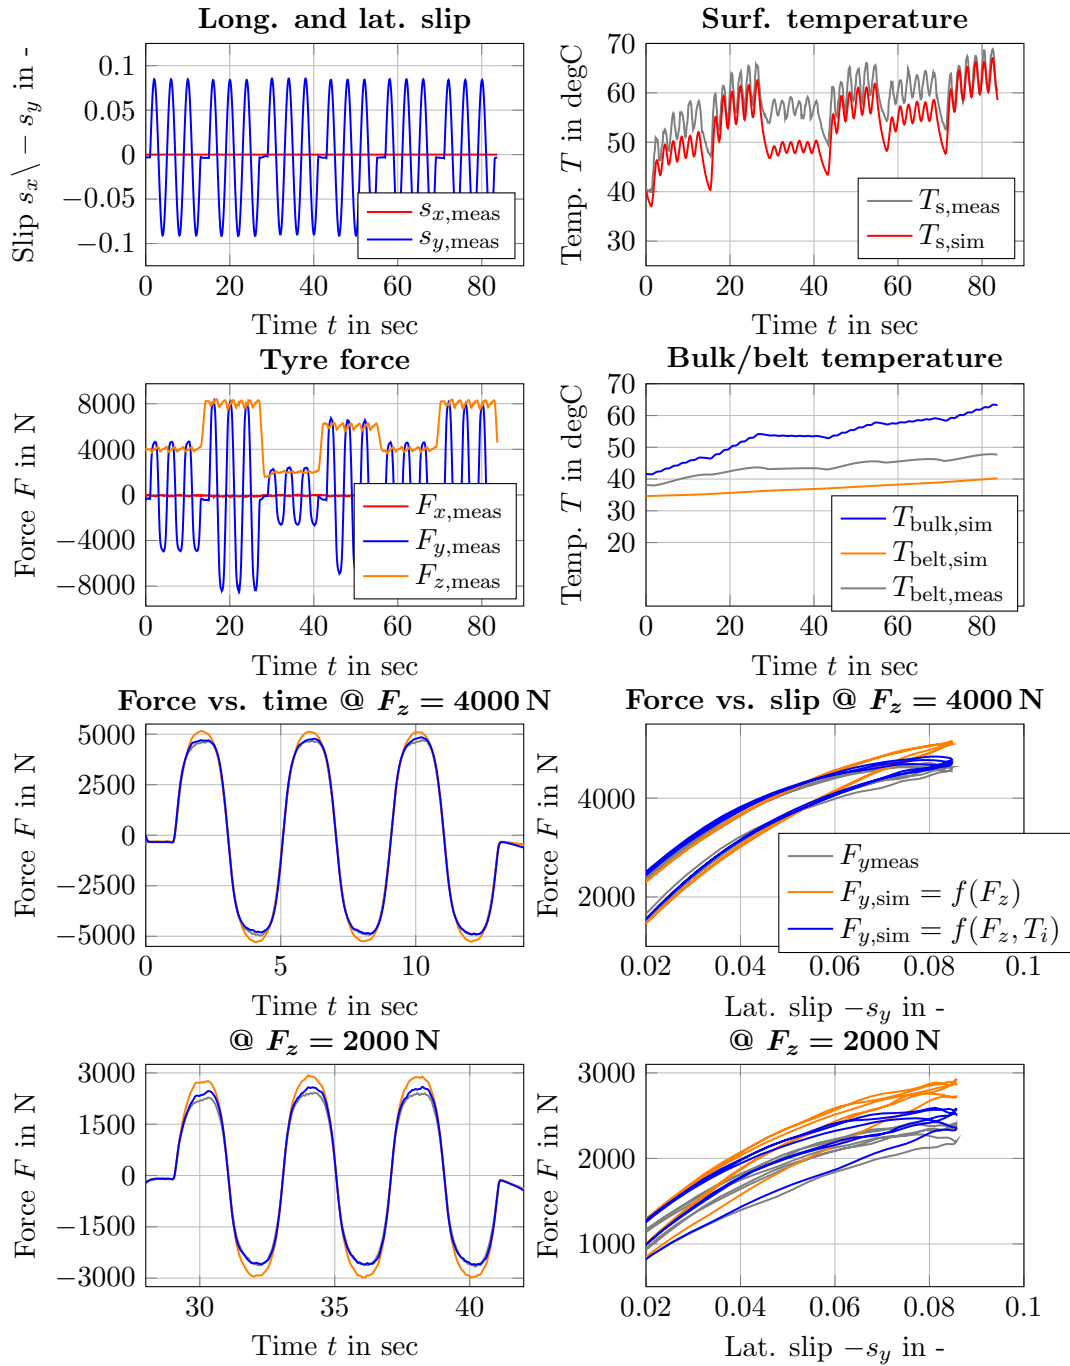 Long. and lat. slip
Slip s_x\ − s_y in -
0.1
0.05
0
−0.05
−0.1
s_x,meas
s_y,meas
0 20 40 60 80
Time t in sec
Surf. temperature
Temp. T in degC
70
60
50
40
30
T_s,meas
T_s,sim
0 20 40 60 80
Time t in sec
Tyre force
Force F in N
8000
4000
0
−4000
−8000
F_x,meas
F_y,meas
F_z,meas
0 20 40 60 80
Time t in sec
Bulk/belt temperature
Temp. T in degC
70
60
50
40
30
20
T_bulk,sim
T_belt,sim
T_belt,meas
0 20 40 60 80
Time t in sec
Force vs. time @ F_z = 4000 N
Force F in N
5000
2500
0
−2500
−5000
0 5 10
Time t in sec
Force vs. slip @ F_z = 4000 N
Force F in N
4000
2000
F_ymeas
F_y,sim = f(F_z)
F_y,sim = f(F_z, T_i)
0.02 0.04 0.06 0.08 0.1
Lat. slip −s_y in -
@ F_z = 2000 N
Force F in N
3000
1500
0
−1500
−3000
30 35 40
Time t in sec
@ F_z = 2000 N
Force F in N
3000
2000
1000
0.02 0.04 0.06 0.08 0.1
Lat. slip −s_y in -